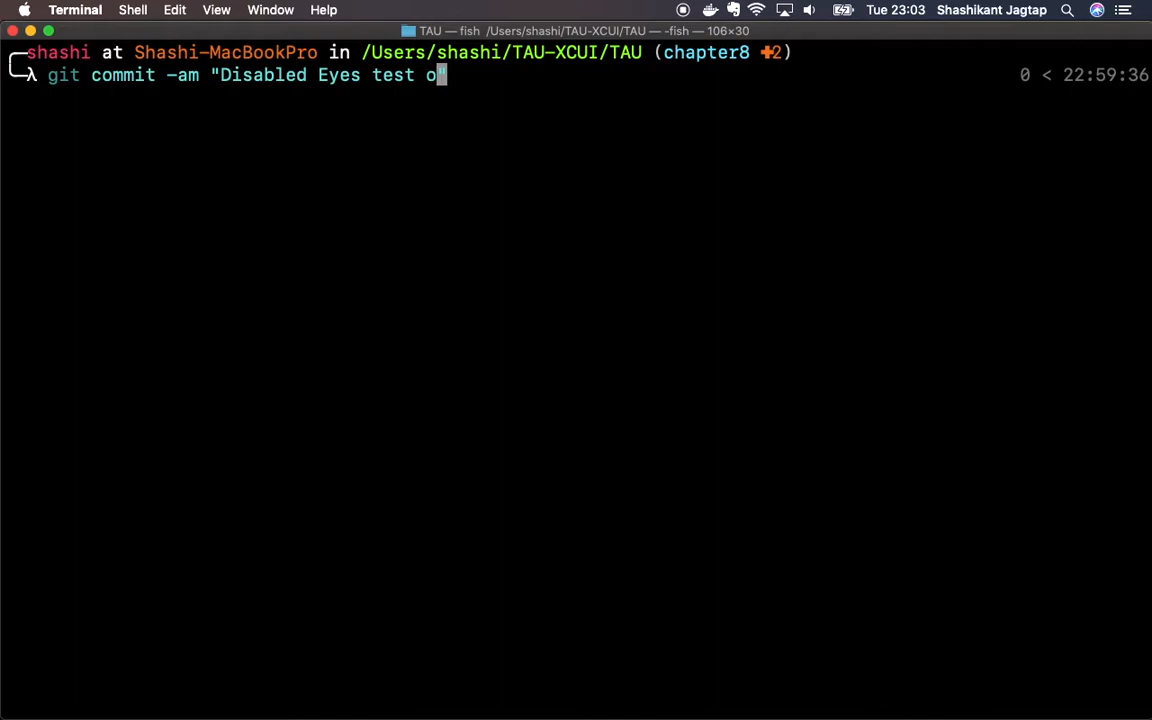 Terminal Shell Edit View Window Help Tue 23:03 Shashikant Jagtap
TAU — fish /Users/shashi/TAU-XCUI/TAU — -fish — 106×30
shashi at Shashi-MacBookPro in /Users/shashi/TAU-XCUI/TAU (chapter8 ✚2)
λ git commit -am "Disabled Eyes test o" 0 < 22:59:36